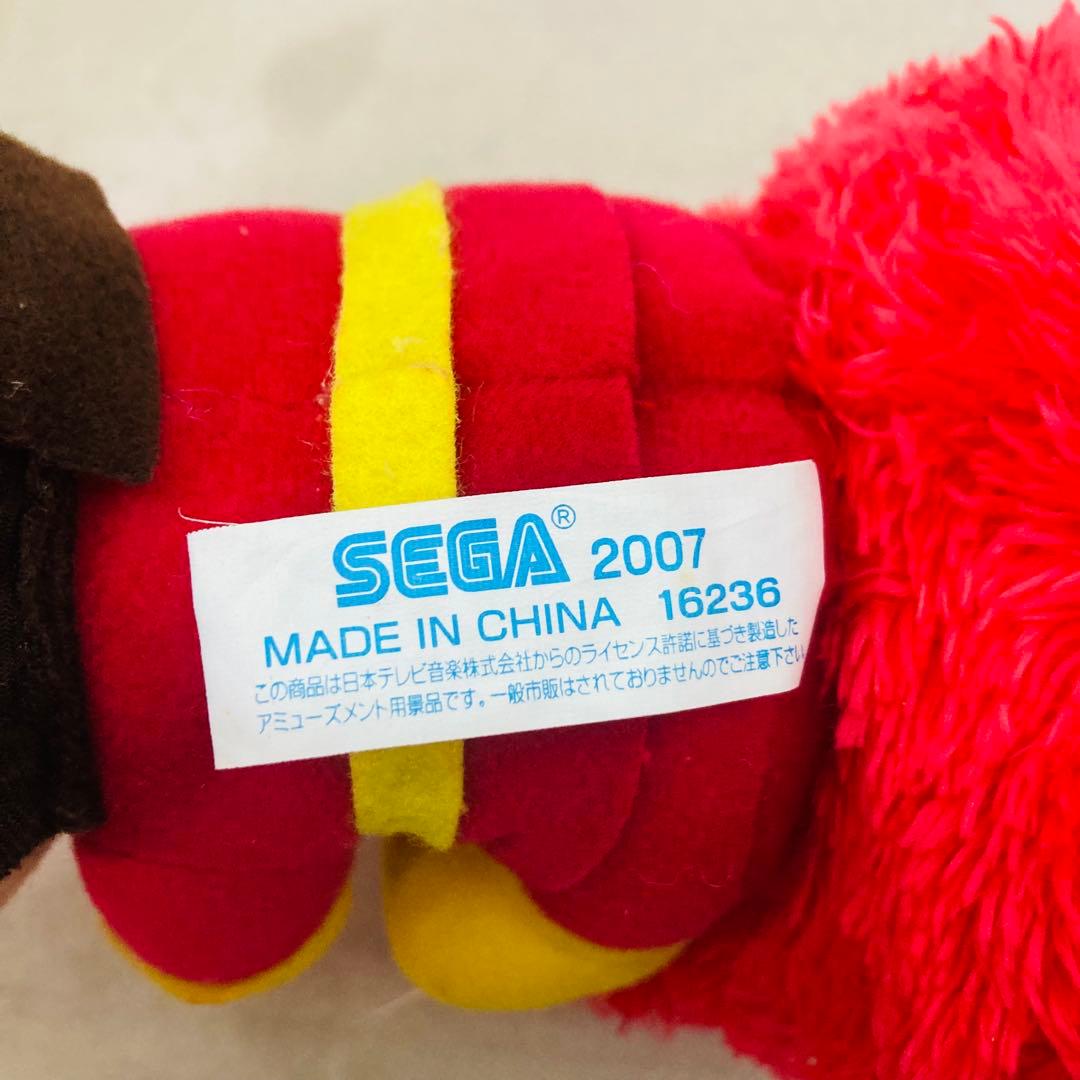 SEGA® 2007
MADE IN CHINA 16236
この商品は日本テレビ音楽株式会社からのライセンス許諾に基づき製造した
アミューズメント用景品です。一般市販はされておりませんのでご注意下さい